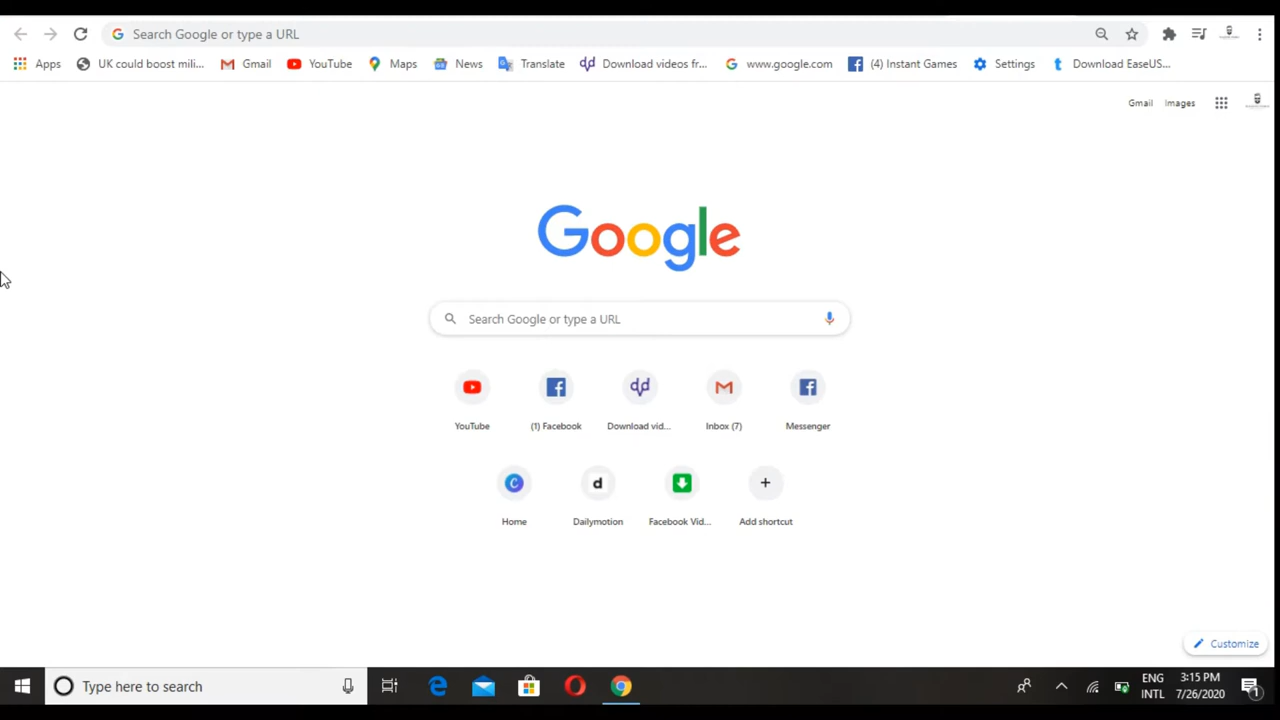 Search Google or type a URL
Apps UK could boost mili... Gmail YouTube Maps News Translate Download videos fr... www.google.com (4) Instant Games Settings Download EaseUS...
Gmail Images
Google
Search Google or type a URL
YouTube (1) Facebook Download vid... Inbox (7) Messenger
Home Dailymotion Facebook Vid... Add shortcut
Customize
Type here to search
ENG 3:15 PM
INTL 7/26/2020
1